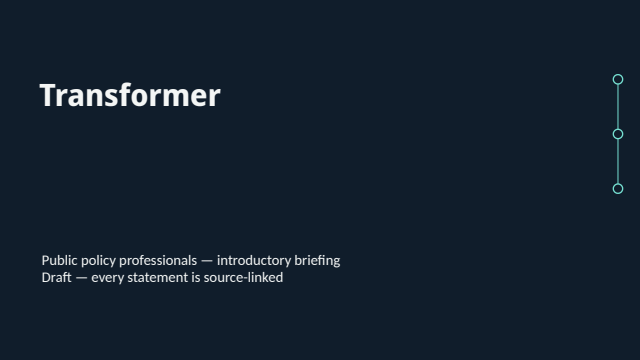 Transformer
Public policy professionals — introductory briefing
Draft — every statement is source-linked